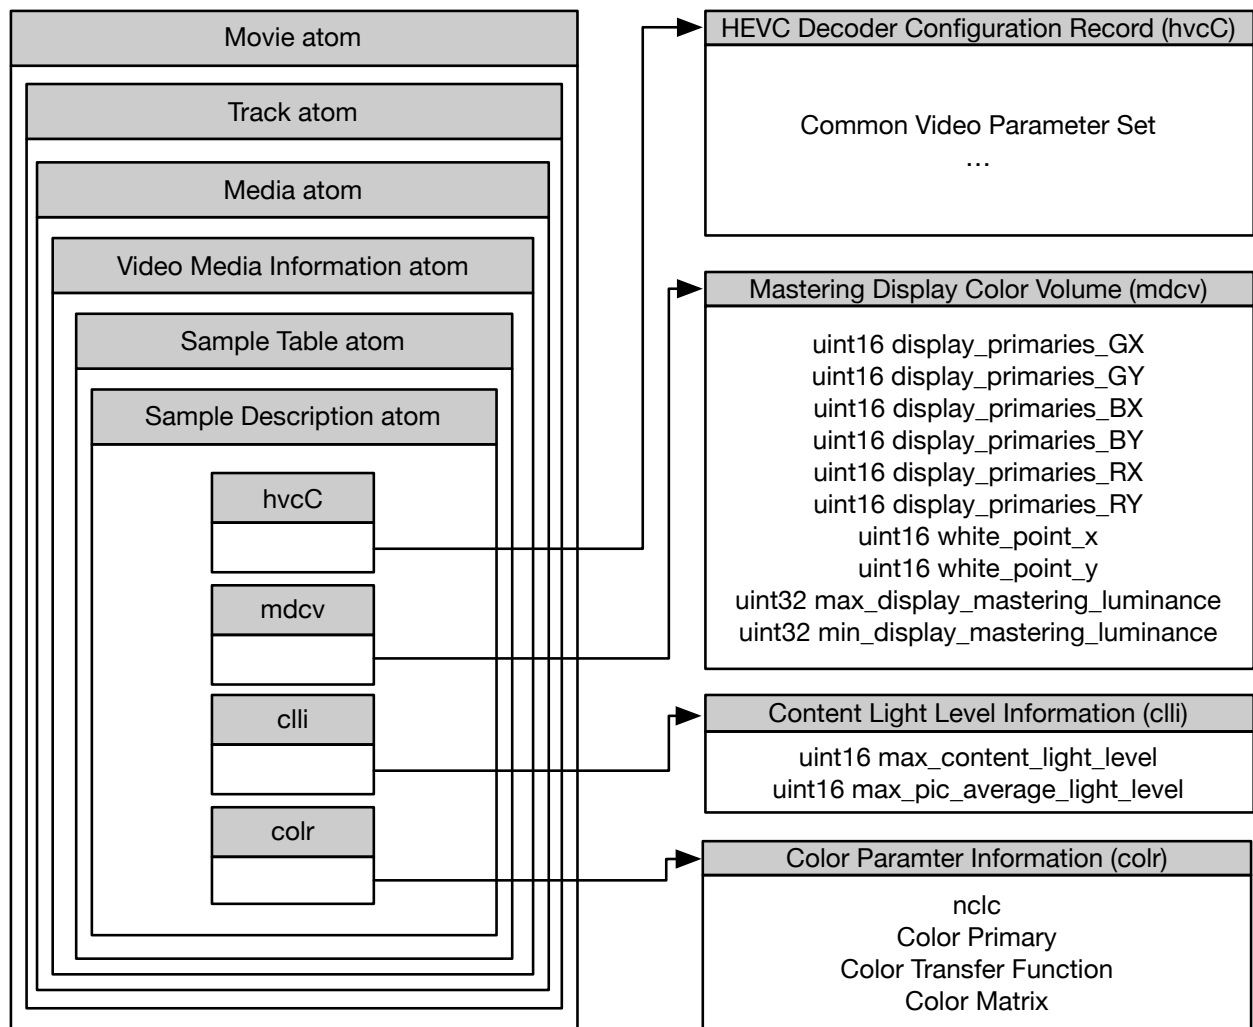 Movie atom
Track atom
Media atom
Video Media Information atom
Sample Table atom
Sample Description atom
hvcC
mdcv
clli
colr
HEVC Decoder Configuration Record (hvcC)
Common Video Parameter Set
…
Mastering Display Color Volume (mdcv)
uint16 display_primaries_GX
uint16 display_primaries_GY
uint16 display_primaries_BX
uint16 display_primaries_BY
uint16 display_primaries_RX
uint16 display_primaries_RY
uint16 white_point_x
uint16 white_point_y
uint32 max_display_mastering_luminance
uint32 min_display_mastering_luminance
Content Light Level Information (clli)
uint16 max_content_light_level
uint16 max_pic_average_light_level
Color Paramter Information (colr)
nclc
Color Primary
Color Transfer Function
Color Matrix